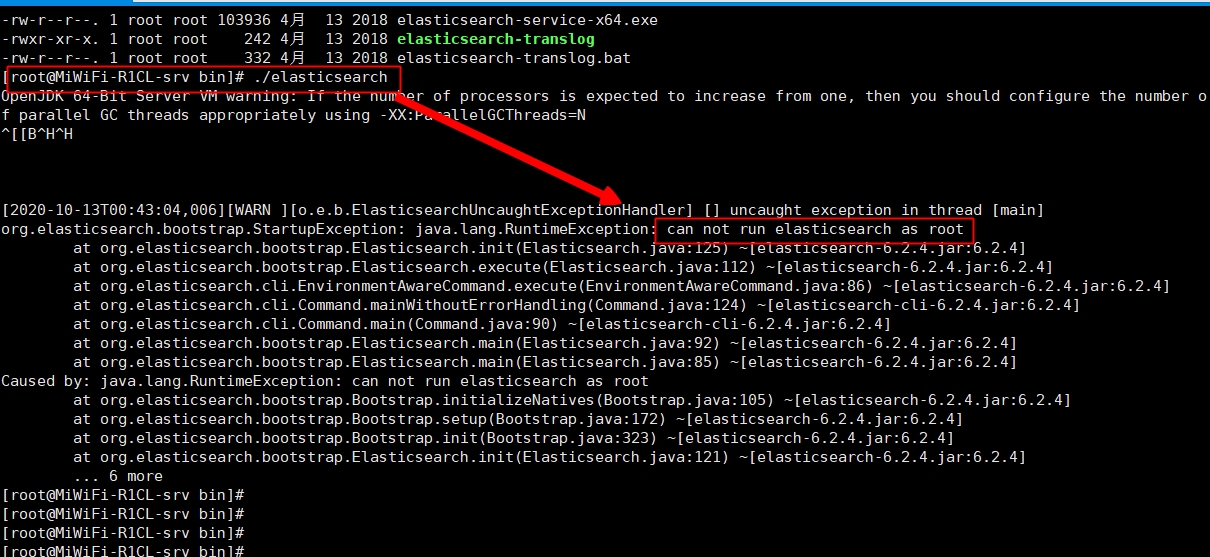 -rw-r--r--. 1 root root 103936 4月  13 2018 elasticsearch-service-x64.exe
-rwxr-xr-x. 1 root root    242 4月  13 2018 elasticsearch-translog
-rw-r--r--. 1 root root    332 4月  13 2018 elasticsearch-translog.bat
[root@MiWiFi-R1CL-srv bin]# ./elasticsearch
OpenJDK 64-Bit Server VM warning: If the number of processors is expected to increase from one, then you should configure the number o
f parallel GC threads appropriately using -XX:ParallelGCThreads=N
^[[B^H^H
[2020-10-13T00:43:04,006][WARN ][o.e.b.ElasticsearchUncaughtExceptionHandler] [] uncaught exception in thread [main]
org.elasticsearch.bootstrap.StartupException: java.lang.RuntimeException: can not run elasticsearch as root
        at org.elasticsearch.bootstrap.Elasticsearch.init(Elasticsearch.java:125) ~[elasticsearch-6.2.4.jar:6.2.4]
        at org.elasticsearch.bootstrap.Elasticsearch.execute(Elasticsearch.java:112) ~[elasticsearch-6.2.4.jar:6.2.4]
        at org.elasticsearch.cli.EnvironmentAwareCommand.execute(EnvironmentAwareCommand.java:86) ~[elasticsearch-6.2.4.jar:6.2.4]
        at org.elasticsearch.cli.Command.mainWithoutErrorHandling(Command.java:124) ~[elasticsearch-cli-6.2.4.jar:6.2.4]
        at org.elasticsearch.cli.Command.main(Command.java:90) ~[elasticsearch-cli-6.2.4.jar:6.2.4]
        at org.elasticsearch.bootstrap.Elasticsearch.main(Elasticsearch.java:92) ~[elasticsearch-6.2.4.jar:6.2.4]
        at org.elasticsearch.bootstrap.Elasticsearch.main(Elasticsearch.java:85) ~[elasticsearch-6.2.4.jar:6.2.4]
Caused by: java.lang.RuntimeException: can not run elasticsearch as root
        at org.elasticsearch.bootstrap.Bootstrap.initializeNatives(Bootstrap.java:105) ~[elasticsearch-6.2.4.jar:6.2.4]
        at org.elasticsearch.bootstrap.Bootstrap.setup(Bootstrap.java:172) ~[elasticsearch-6.2.4.jar:6.2.4]
        at org.elasticsearch.bootstrap.Bootstrap.init(Bootstrap.java:323) ~[elasticsearch-6.2.4.jar:6.2.4]
        at org.elasticsearch.bootstrap.Elasticsearch.init(Elasticsearch.java:121) ~[elasticsearch-6.2.4.jar:6.2.4]
        ... 6 more
[root@MiWiFi-R1CL-srv bin]#
[root@MiWiFi-R1CL-srv bin]#
[root@MiWiFi-R1CL-srv bin]#
[root@MiWiFi-R1CL-srv bin]#